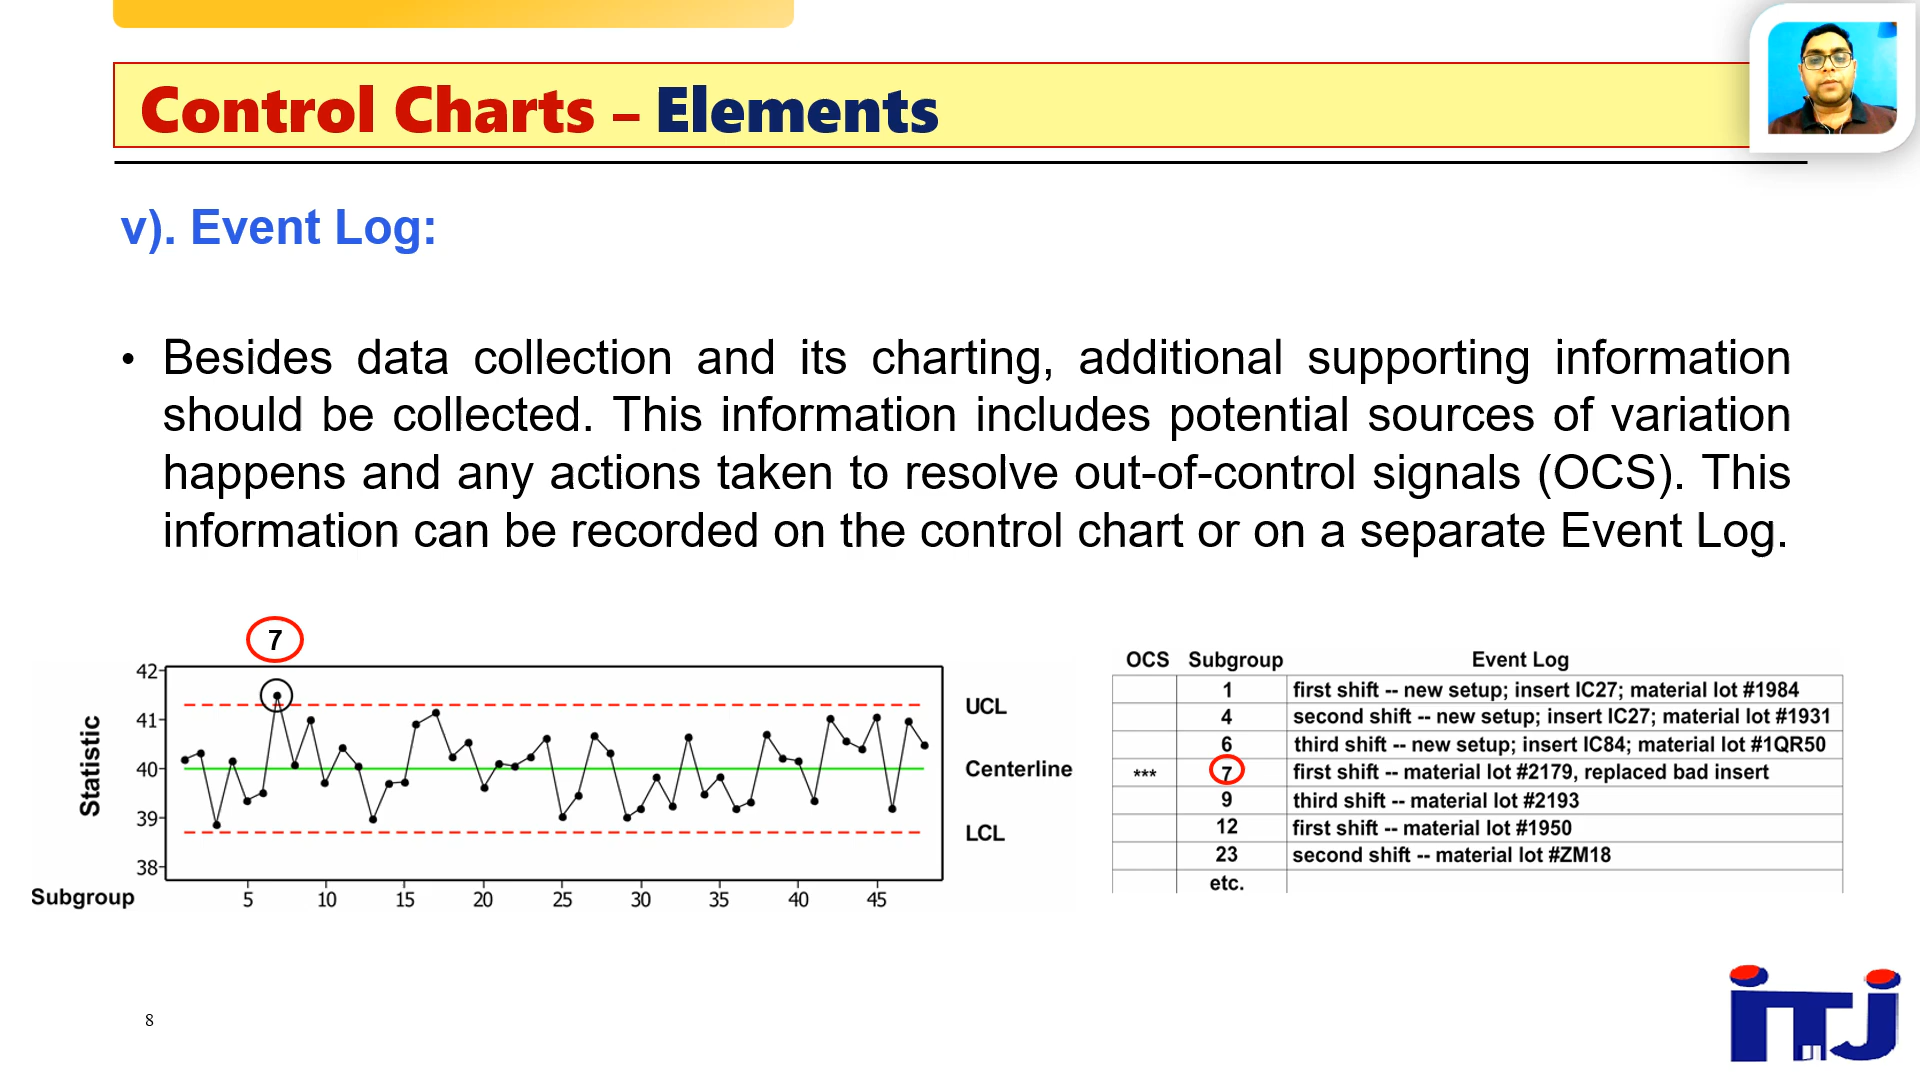 Control Charts – Elements
v). Event Log:
• Besides data collection and its charting, additional supporting information
should be collected. This information includes potential sources of variation
happens and any actions taken to resolve out-of-control signals (OCS). This
information can be recorded on the control chart or on a separate Event Log.
7
42
41
40
39
38
Statistic
UCL
Centerline
LCL
Subgroup
5 10 15 20 25 30 35 40 45
OCS Subgroup Event Log
1 first shift -- new setup; insert IC27; material lot #1984
4 second shift -- new setup; insert IC27; material lot #1931
6 third shift -- new setup; insert IC84; material lot #1QR50
*** 7 first shift -- material lot #2179, replaced bad insert
9 third shift -- material lot #2193
12 first shift -- material lot #1950
23 second shift -- material lot #ZM18
etc.
8
iTJ